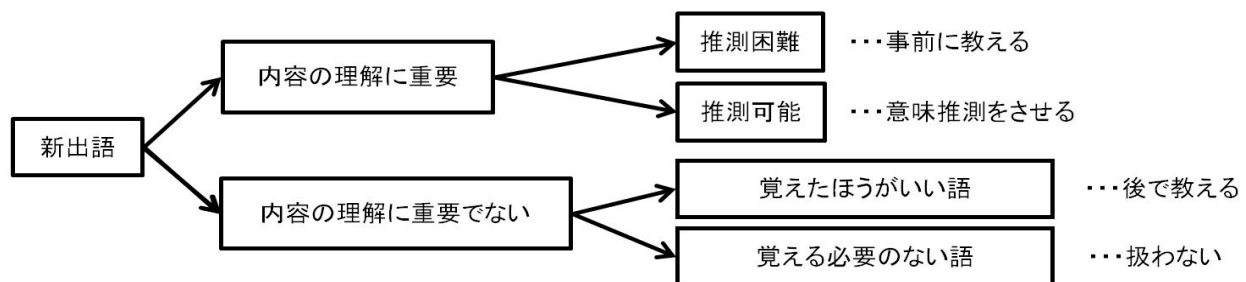 推測困難 ・・・事前に教える
内容の理解に重要
推測可能 ・・・意味推測をさせる
新出語
覚えたほうがいい語 ・・・後で教える
内容の理解に重要でない
覚える必要のない語 ・・・扱わない